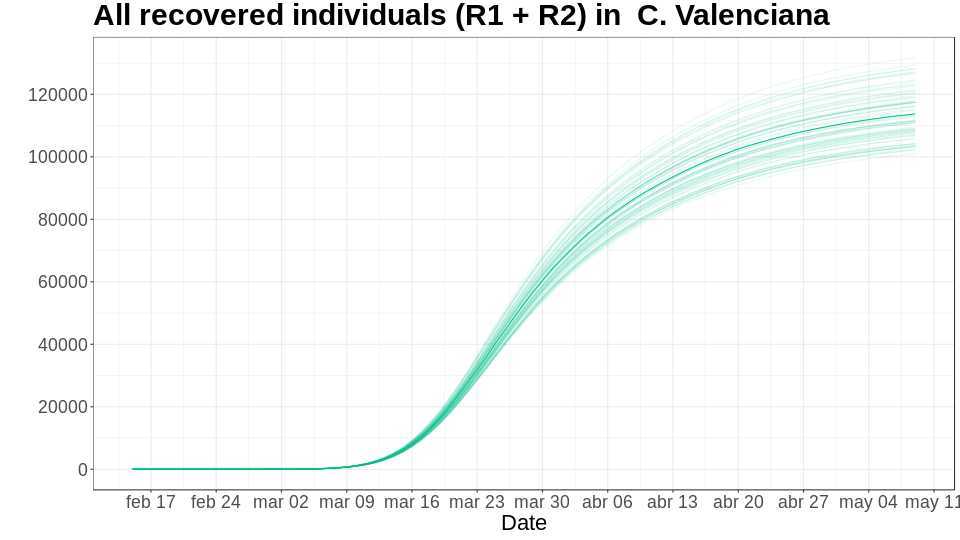 All recovered individuals (R1 + R2) in  C. Valenciana
120000
100000
80000
60000
40000
20000
0
feb 17 feb 24 mar 02 mar 09 mar 16 mar 23 mar 30 abr 06 abr 13 abr 20 abr 27 may 04 may 11
Date